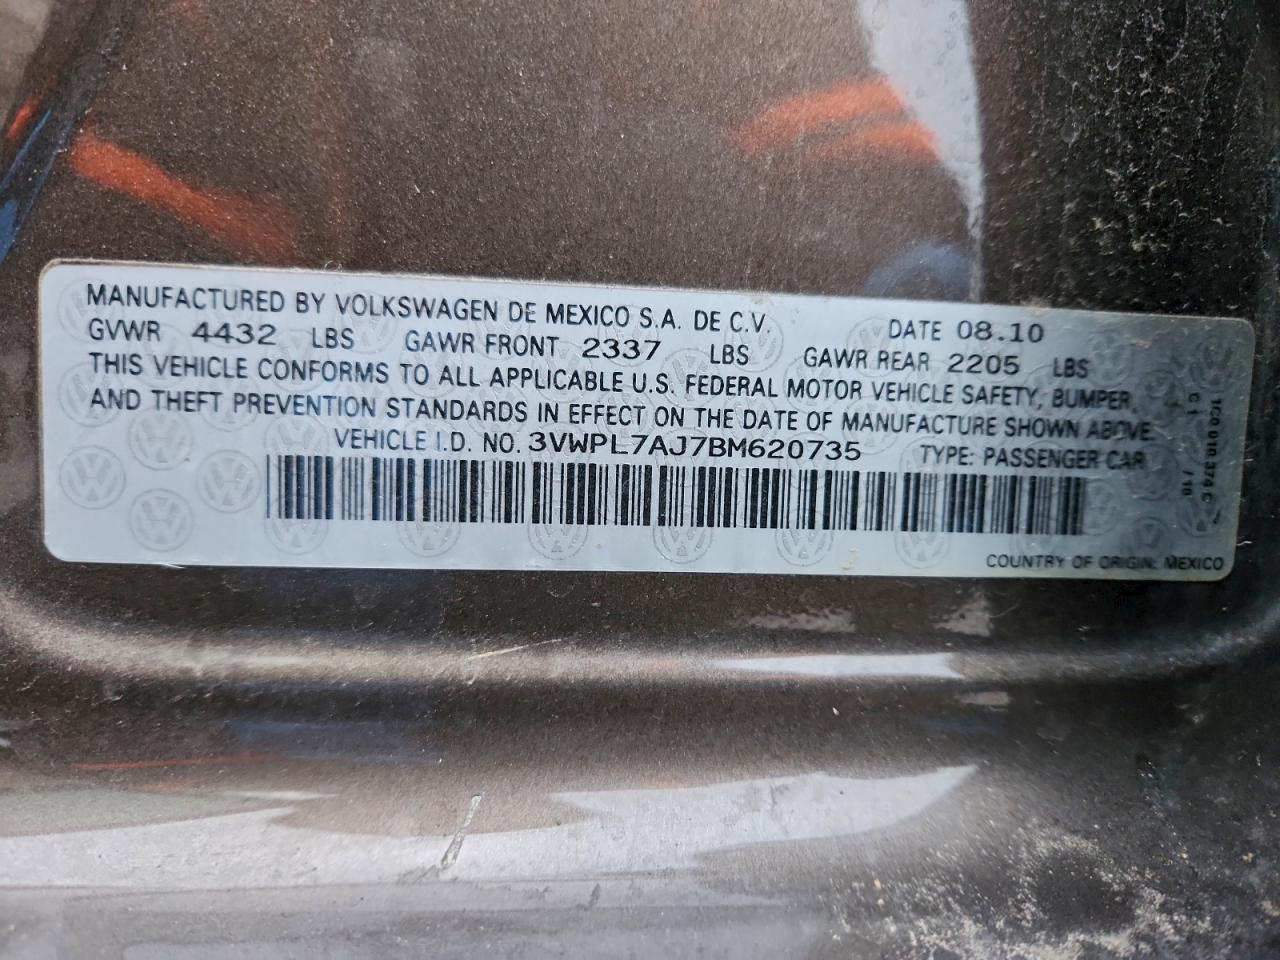 MANUFACTURED BY VOLKSWAGEN DE MEXICO S.A. DE C.V. DATE 08.10
GVWR 4432 LBS GAWR FRONT 2337 LBS GAWR REAR 2205 LBS
THIS VEHICLE CONFORMS TO ALL APPLICABLE U.S. FEDERAL MOTOR VEHICLE SAFETY, BUMPER,
AND THEFT PREVENTION STANDARDS IN EFFECT ON THE DATE OF MANUFACTURE SHOWN ABOVE.
VEHICLE I.D. NO. 3VWPL7AJ7BM620735 TYPE: PASSENGER CAR
COUNTRY OF ORIGIN: MEXICO